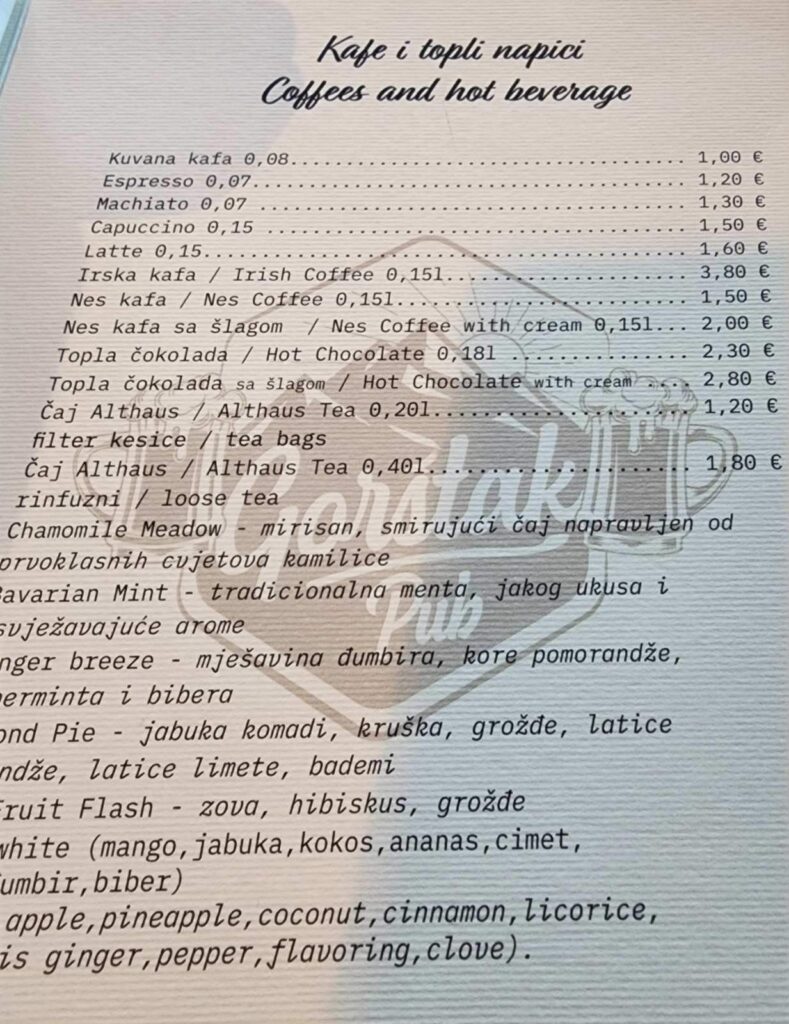 Kafe i topli napici
Coffees and hot beverage
Kuvana kafa 0,08.................................... 1,00 €
Espresso 0,07....................................... 1,20 €
Machiato 0,07 ...................................... 1,30 €
Capuccino 0,15 ..................................... 1,50 €
Latte 0,15.......................................... 1,60 €
Irska kafa / Irish Coffee 0,15l..................... 3,80 €
Nes kafa / Nes Coffee 0,15l......................... 1,50 €
Nes kafa sa šlagom / Nes Coffee with cream 0,15l... 2,00 €
Topla čokolada / Hot Chocolate 0,18l ............... 2,30 €
Topla čokolada sa šlagom / Hot Chocolate with cream .... 2,80 €
Čaj Althaus / Althaus Tea 0,20l..................... 1,20 €
filter kesice / tea bags
Čaj Althaus / Althaus Tea 0,40l..................... 1,80 €
rinfuzni / loose tea
Chamomile Meadow - mirisan, smirujući čaj napravljen od
prvoklasnih cvjetova kamilice
Bavarian Mint - tradicionalna menta, jakog ukusa i
svježavajuće arome
nger breeze - mješavina đumbira, kore pomorandže,
perminta i bibera
ond Pie - jabuka komadi, kruška, grožđe, latice
ndže, latice limete, bademi
Fruit Flash - zova, hibiskus, grožđe
white (mango,jabuka,kokos,ananas,cimet,
umbir,biber)
apple,pineapple,coconut,cinnamon,licorice,
is ginger,pepper,flavoring,clove).
Gorštak
Pub